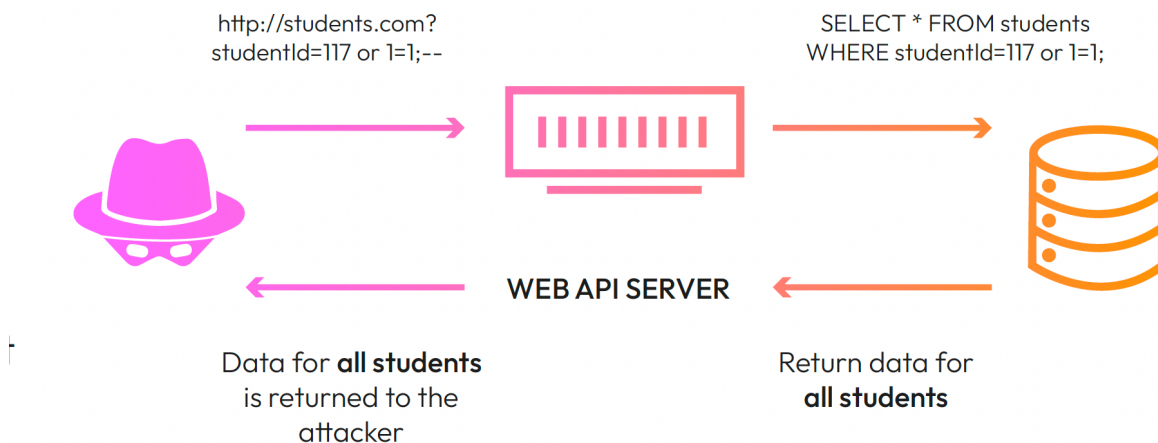 http://students.com?
studentId=117 or 1=1;--
SELECT * FROM students
WHERE studentId=117 or 1=1;
WEB API SERVER
Data for all students
is returned to the
attacker
Return data for
all students